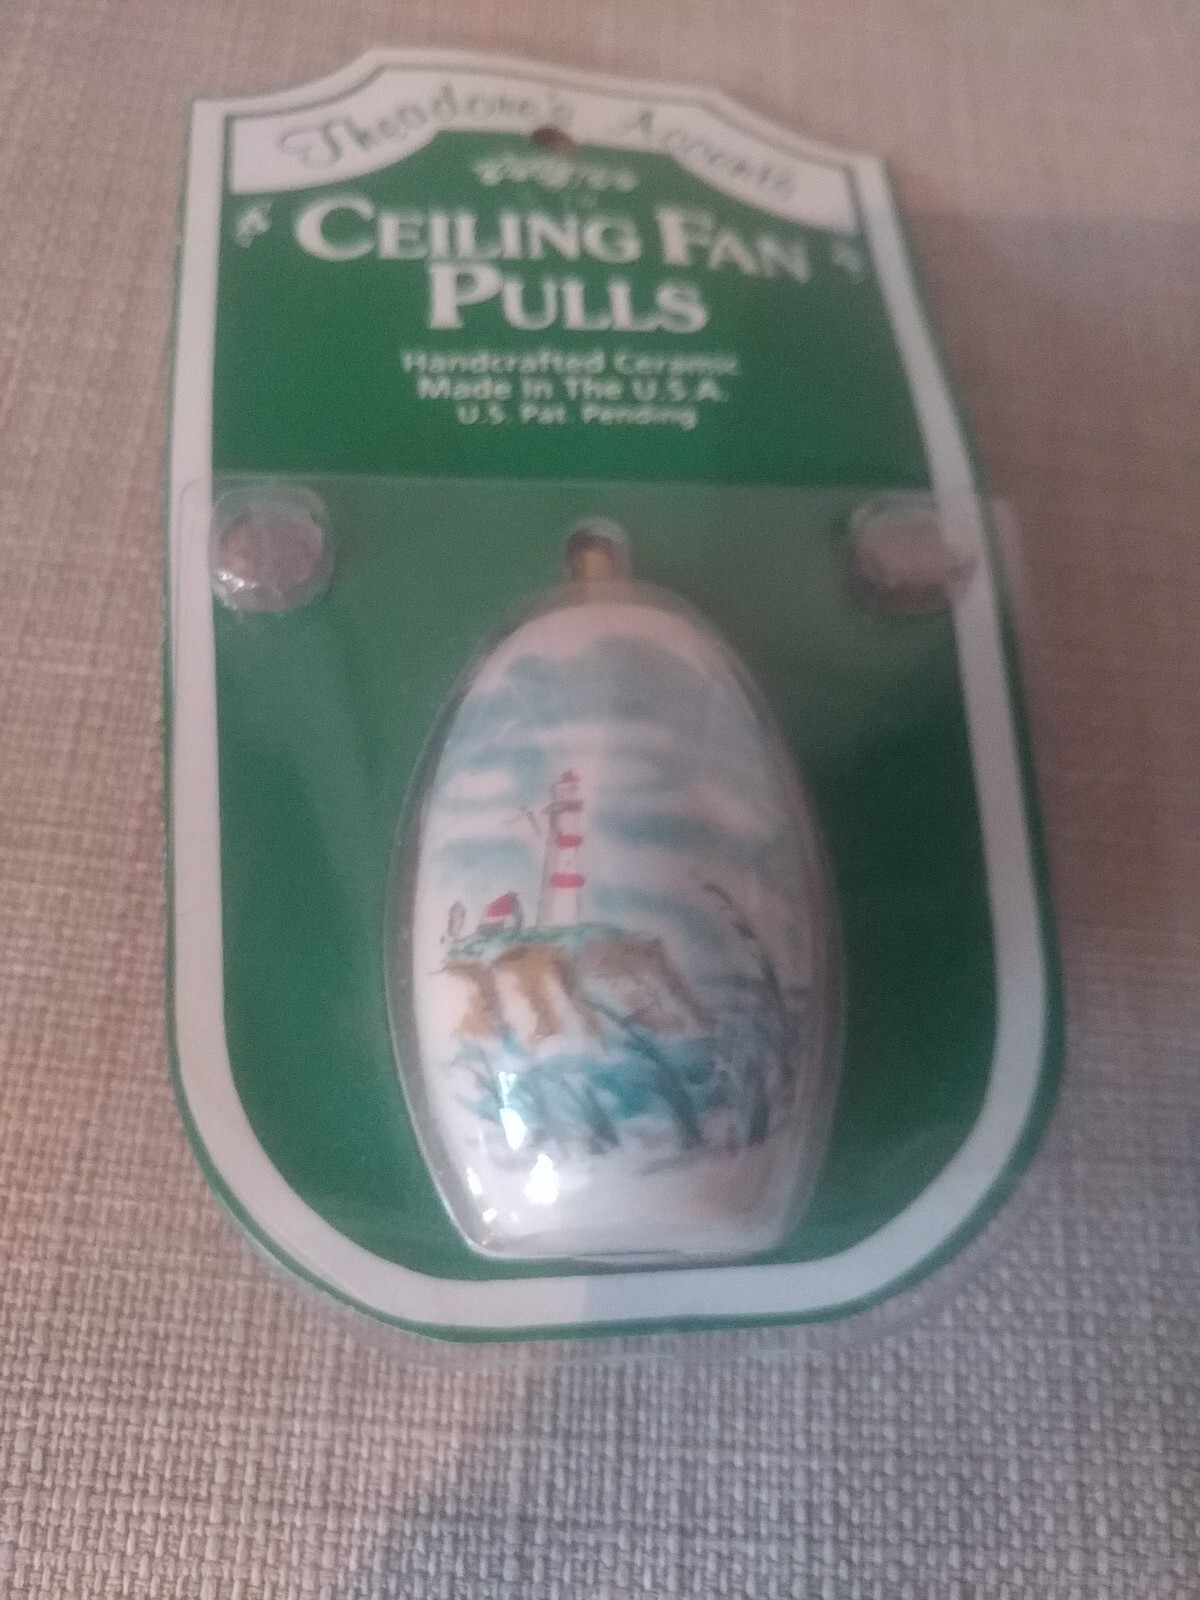 Theodore's Accents
CEILING FAN
PULLS
Handcrafted Ceramic
Made In The U.S.A.
U.S. Pat. Pending